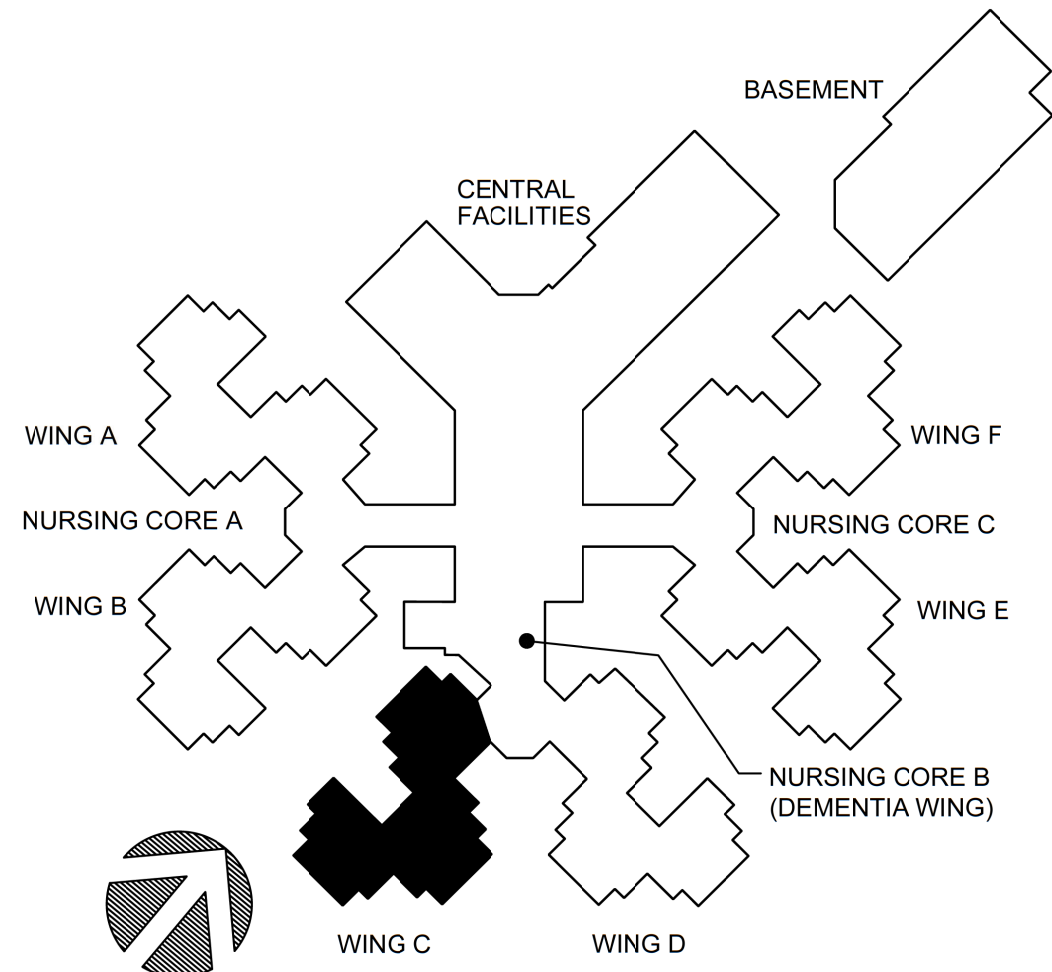 BASEMENT
CENTRAL
FACILITIES
WING A
WING F
NURSING CORE A
NURSING CORE C
WING B
WING E
NURSING CORE B
(DEMENTIA WING)
WING C
WING D